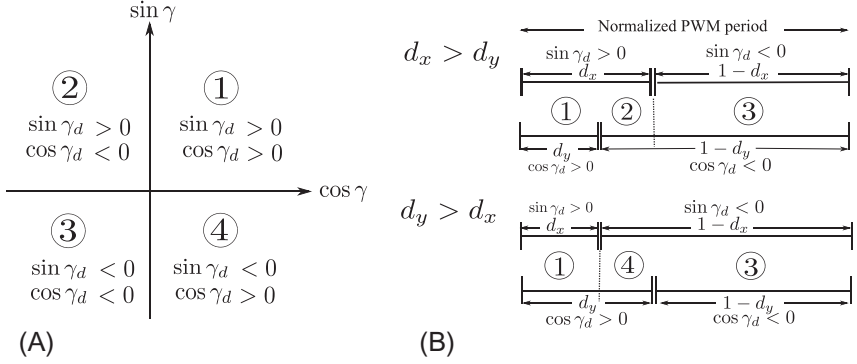 sin γ
②
①
sin γ_d > 0
cos γ_d < 0
sin γ_d > 0
cos γ_d > 0
cos γ
③
④
sin γ_d < 0
cos γ_d < 0
sin γ_d < 0
cos γ_d > 0
(A)
Normalized PWM period
d_x > d_y
sin γ_d > 0
sin γ_d < 0
d_x
1 − d_x
①
②
③
d_y
1 − d_y
cos γ_d > 0
cos γ_d < 0
d_y > d_x
sin γ_d > 0
sin γ_d < 0
d_x
1 − d_x
①
④
③
d_y
1 − d_y
cos γ_d > 0
cos γ_d < 0
(B)